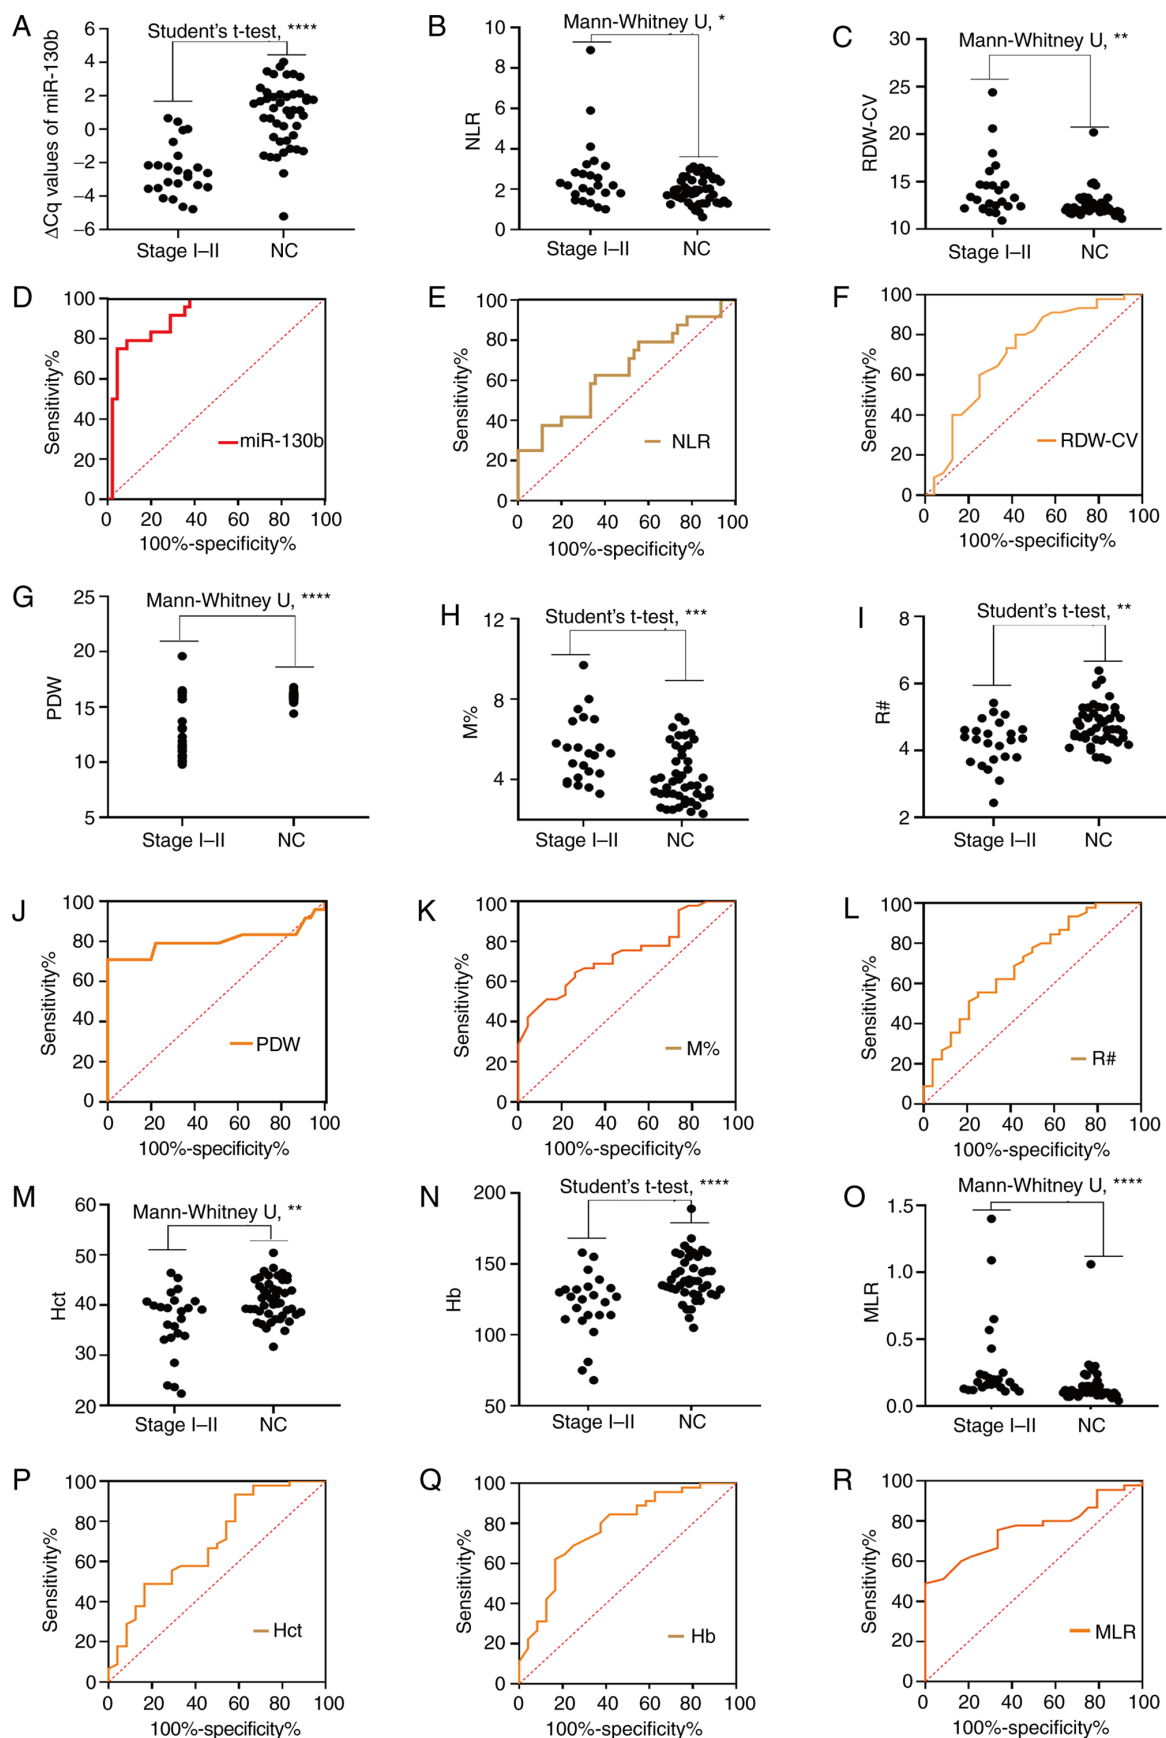 A
Student's t-test, ****
ΔCq values of miR-130b
6
4
2
0
−2
−4
−6
Stage I–II
NC
B
Mann-Whitney U, *
NLR
10
8
6
4
2
0
Stage I–II
NC
C
Mann-Whitney U, **
RDW-CV
30
25
20
15
10
Stage I–II
NC
D
Sensitivity%
100
80
60
40
20
0
miR-130b
0 20 40 60 80 100
100%-specificity%
E
Sensitivity%
100
80
60
40
20
0
NLR
0 20 40 60 80 100
100%-specificity%
F
Sensitivity%
100
80
60
40
20
0
RDW-CV
0 20 40 60 80 100
100%-specificity%
G
Mann-Whitney U, ****
PDW
25
20
15
10
5
Stage I–II
NC
H
Student's t-test, ***
M%
12
8
4
Stage I–II
NC
I
Student's t-test, **
R#
8
6
4
2
Stage I–II
NC
J
Sensitivity%
100
80
60
40
20
0
PDW
0 20 40 60 80 100
100%-specificity%
K
Sensitivity%
100
80
60
40
20
0
M%
0 20 40 60 80 100
100%-specificity%
L
Sensitivity%
100
80
60
40
20
0
R#
0 20 40 60 80 100
100%-specificity%
M
Mann-Whitney U, **
Hct
60
50
40
30
20
Stage I–II
NC
N
Student's t-test, ****
Hb
200
150
100
50
Stage I–II
NC
O
Mann-Whitney U, ****
MLR
1.5
1.0
0.5
0.0
Stage I–II
NC
P
Sensitivity%
100
80
60
40
20
0
Hct
0 20 40 60 80 100
100%-specificity%
Q
Sensitivity%
100
80
60
40
20
0
Hb
0 20 40 60 80 100
100%-specificity%
R
Sensitivity%
100
80
60
40
20
0
MLR
0 20 40 60 80 100
100%-specificity%